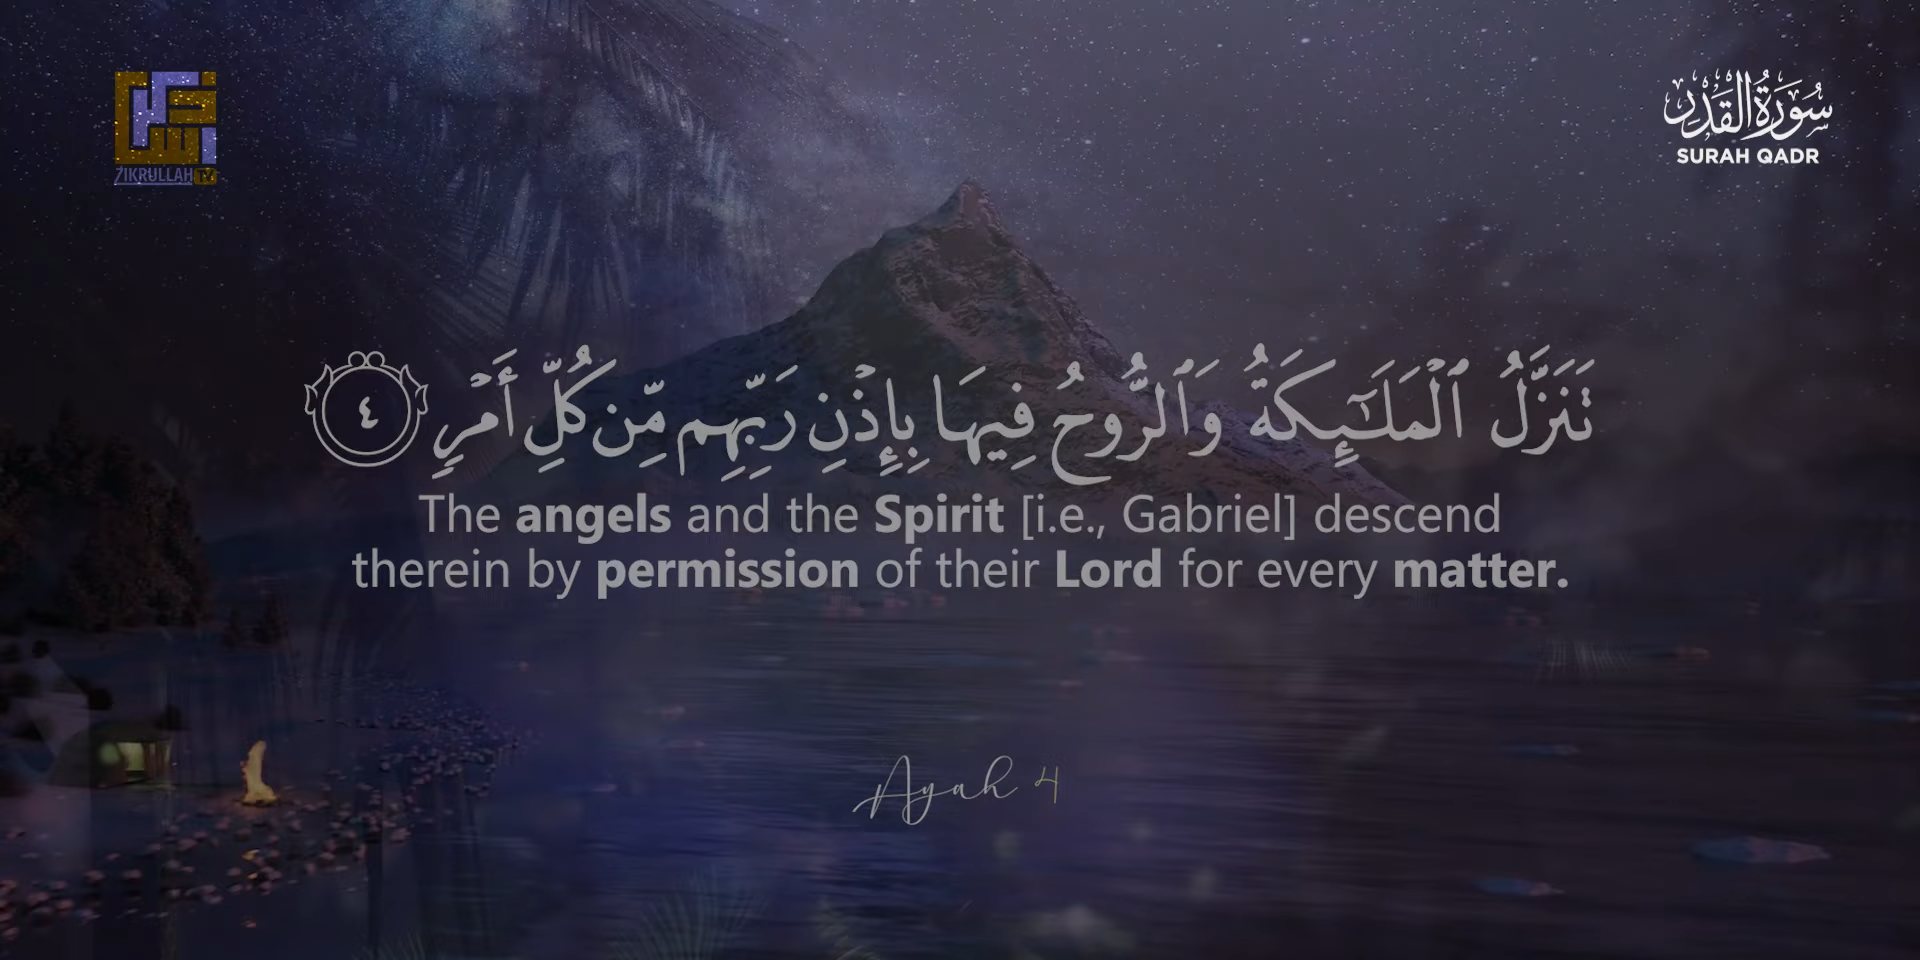 ZIKRULLAH TV
سُورَةُ القَدْرِ
SURAH QADR
تَنَزَّلُ ٱلْمَلَـٰٓئِكَةُ وَٱلرُّوحُ فِيهَا بِإِذْنِ رَبِّهِم مِّن كُلِّ أَمْرٍ ٤
The angels and the Spirit [i.e., Gabriel] descend
therein by permission of their Lord for every matter.
Ayah 4